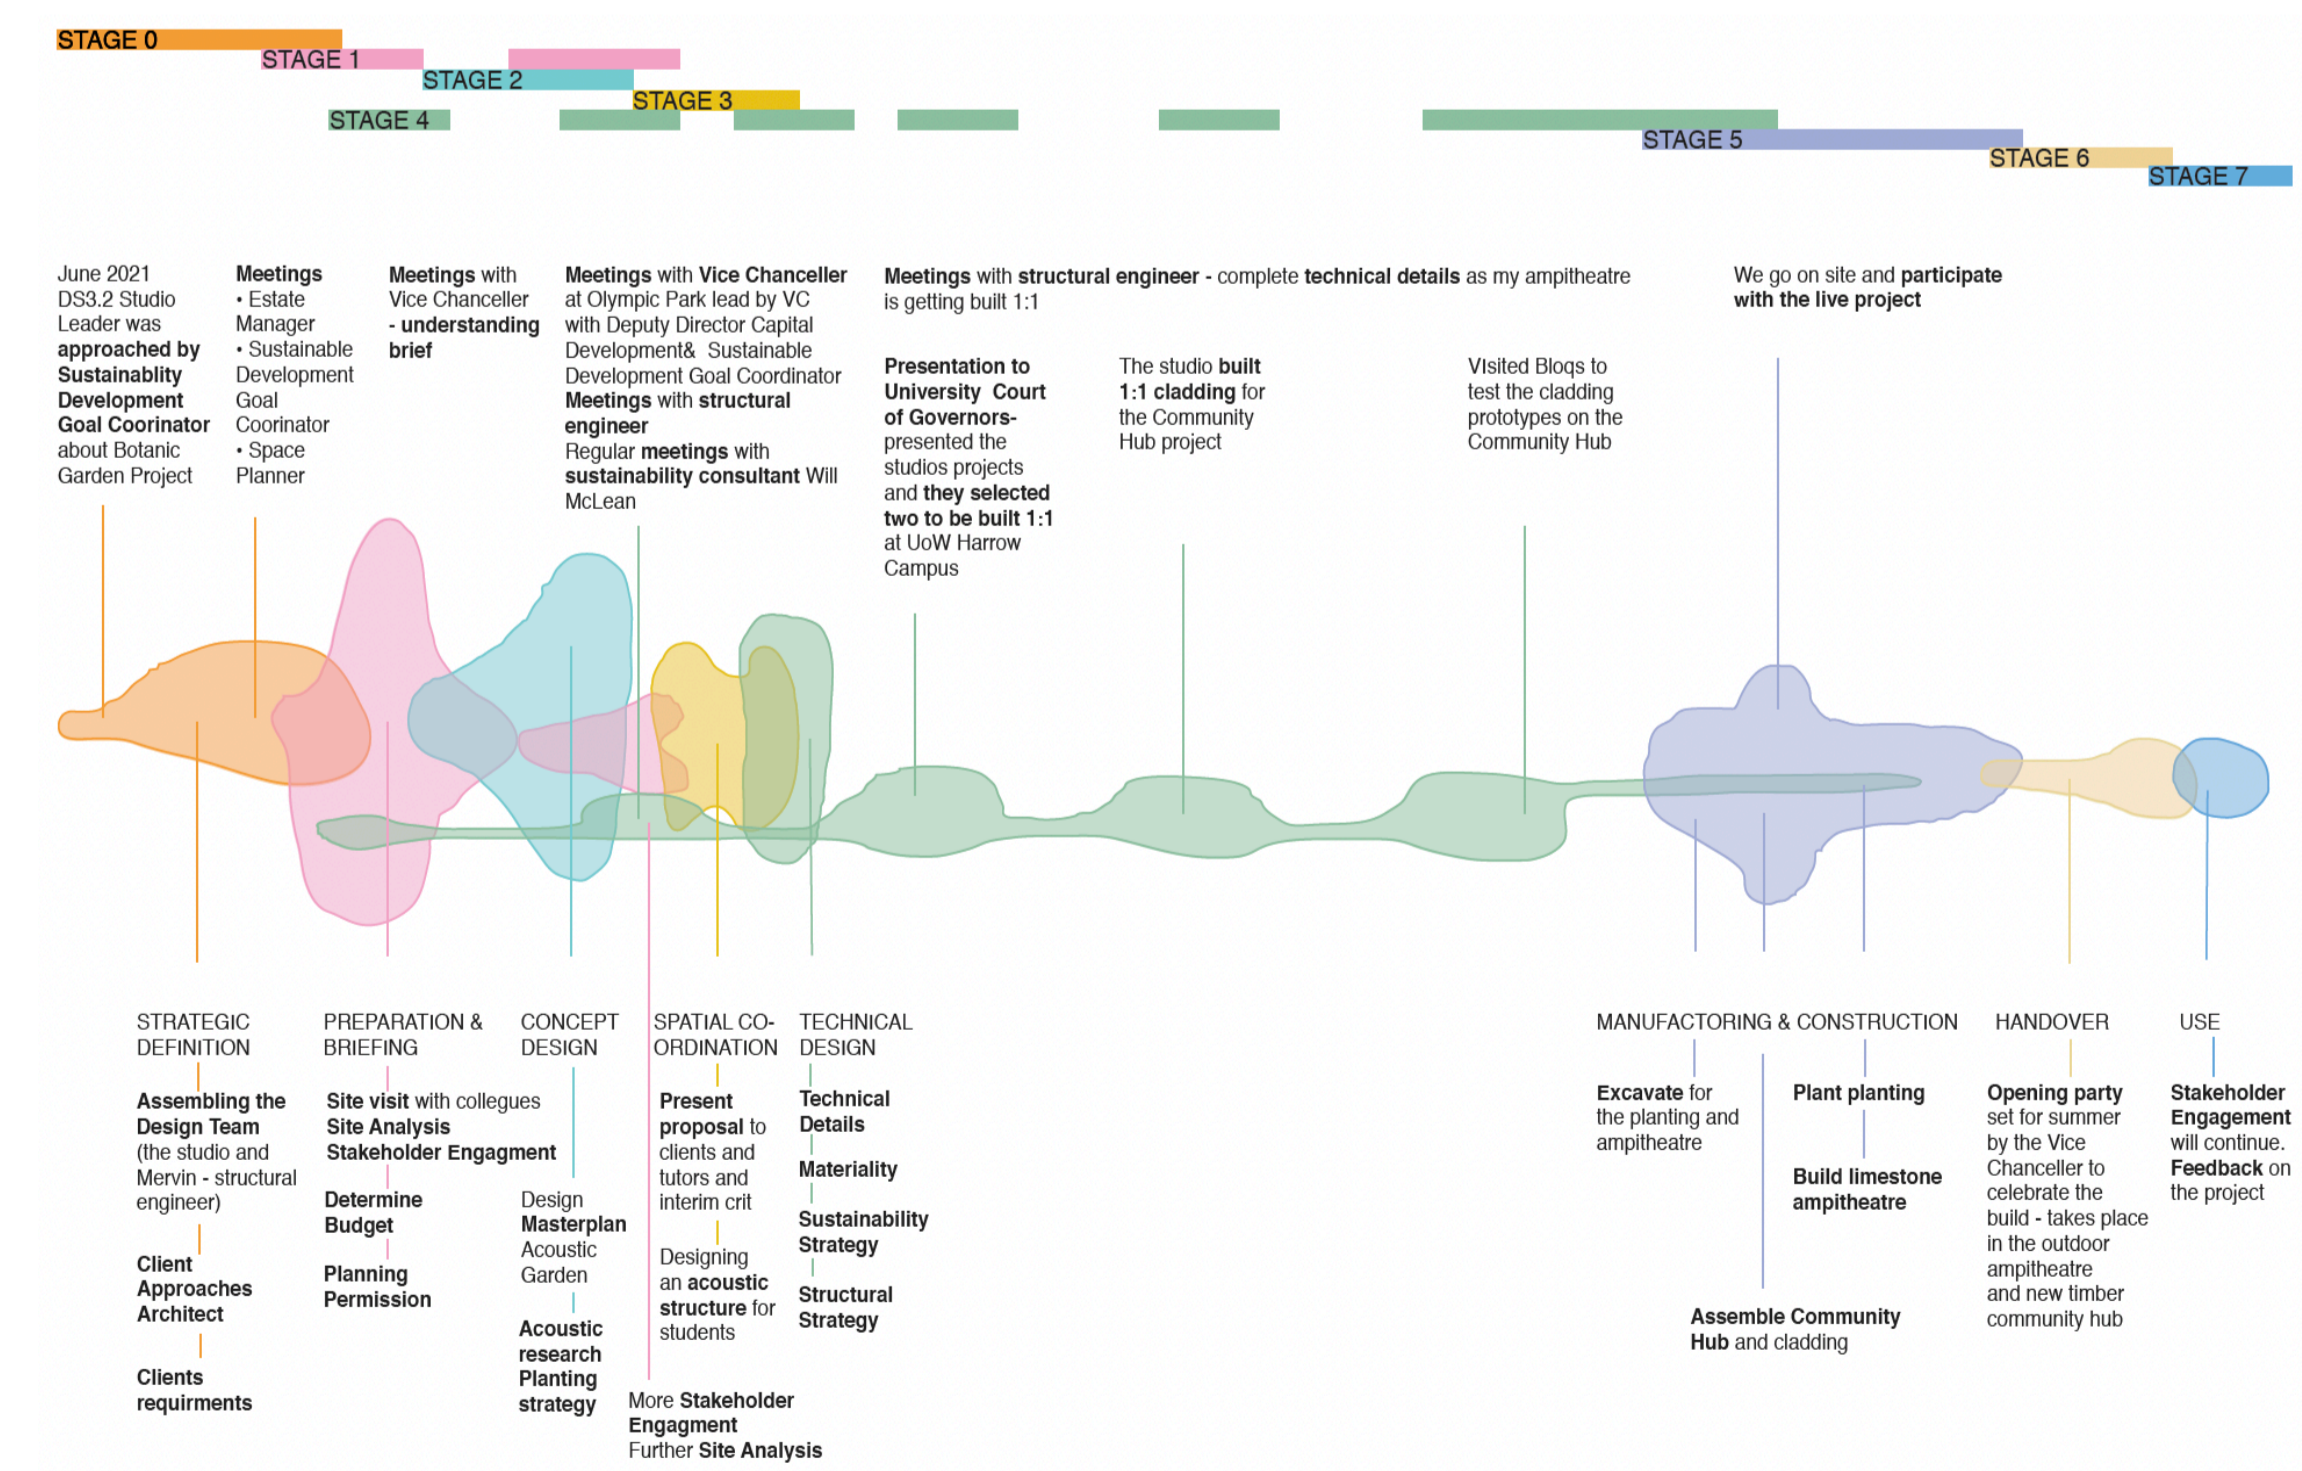 STAGE 0
STAGE 1
STAGE 2
STAGE 3
STAGE 4
STAGE 5
STAGE 6
STAGE 7
June 2021
DS3.2 Studio
Leader was
approached by
Sustainablity
Development
Goal Coorinator
about Botanic
Garden Project
Meetings
• Estate
Manager
• Sustainable
Development
Goal
Coorinator
• Space
Planner
Meetings with
Vice Chanceller
- understanding
brief
Meetings with Vice Chanceller
at Olympic Park lead by VC
with Deputy Director Capital
Development& Sustainable
Development Goal Coordinator
Meetings with structural
engineer
Regular meetings with
sustainability consultant Will
McLean
Meetings with structural engineer - complete technical details as my ampitheatre
is getting built 1:1
Presentation to
University Court
of Governors-
presented the
studios projects
and they selected
two to be built 1:1
at UoW Harrow
Campus
The studio built
1:1 cladding for
the Community
Hub project
VIsited Bloqs to
test the cladding
prototypes on the
Community Hub
We go on site and participate
with the live project
STRATEGIC
DEFINITION
Assembling the
Design Team
(the studio and
Mervin - structural
engineer)
Client
Approaches
Architect
Clients
requirments
PREPARATION &
BRIEFING
Site visit with collegues
Site Analysis
Stakeholder Engagment
Determine
Budget
Planning
Permission
CONCEPT
DESIGN
Design
Masterplan
Acoustic
Garden
Acoustic
research
Planting
strategy
SPATIAL CO-
ORDINATION
Present
proposal to
clients and
tutors and
interim crit
Designing
an acoustic
structure for
students
More Stakeholder
Engagment
Further Site Analysis
TECHNICAL
DESIGN
Technical
Details
Materiality
Sustainability
Strategy
Structural
Strategy
MANUFACTORING & CONSTRUCTION
Excavate for
the planting and
ampitheatre
Assemble Community
Hub and cladding
Plant planting
Build limestone
ampitheatre
HANDOVER
Opening party
set for summer
by the Vice
Chanceller to
celebrate the
build - takes place
in the outdoor
ampitheatre
and new timber
community hub
USE
Stakeholder
Engagement
will continue.
Feedback on
the project